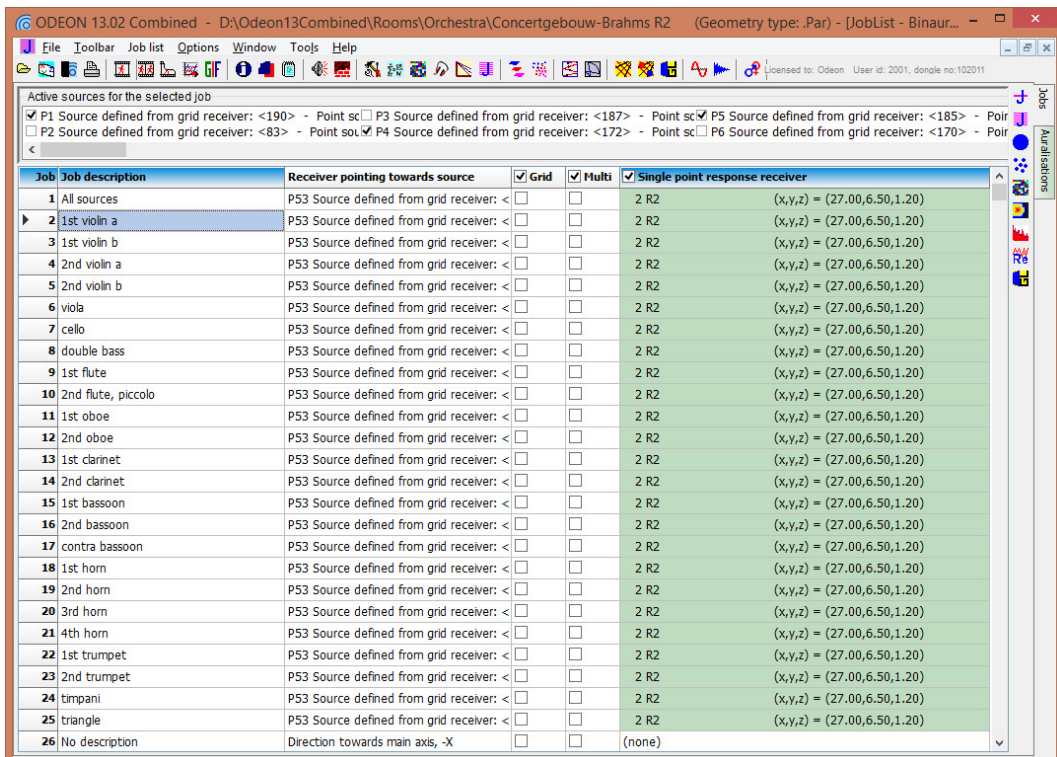 ODEON 13.02 Combined - D:\Odeon13Combined\Rooms\Orchestra\Concertgebouw-Brahms R2 (Geometry type: .Par) - [JobList - Binaur...
File Toolbar Job list Options Window Tools Help
Licensed to: Odeon User id: 2001, dongle no:102011
Active sources for the selected job
P1 Source defined from grid receiver: <190> - Point sc P3 Source defined from grid receiver: <187> - Point sc P5 Source defined from grid receiver: <185> - Poir
P2 Source defined from grid receiver: <83> - Point sou P4 Source defined from grid receiver: <172> - Point sc P6 Source defined from grid receiver: <170> - Poir
Jobs
Auralisations
Job Job description Receiver pointing towards source Grid Multi Single point response receiver
1 All sources P53 Source defined from grid receiver: < 2 R2 (x,y,z) = (27.00,6.50,1.20)
2 1st violin a P53 Source defined from grid receiver: < 2 R2 (x,y,z) = (27.00,6.50,1.20)
3 1st violin b P53 Source defined from grid receiver: < 2 R2 (x,y,z) = (27.00,6.50,1.20)
4 2nd violin a P53 Source defined from grid receiver: < 2 R2 (x,y,z) = (27.00,6.50,1.20)
5 2nd violin b P53 Source defined from grid receiver: < 2 R2 (x,y,z) = (27.00,6.50,1.20)
6 viola P53 Source defined from grid receiver: < 2 R2 (x,y,z) = (27.00,6.50,1.20)
7 cello P53 Source defined from grid receiver: < 2 R2 (x,y,z) = (27.00,6.50,1.20)
8 double bass P53 Source defined from grid receiver: < 2 R2 (x,y,z) = (27.00,6.50,1.20)
9 1st flute P53 Source defined from grid receiver: < 2 R2 (x,y,z) = (27.00,6.50,1.20)
10 2nd flute, piccolo P53 Source defined from grid receiver: < 2 R2 (x,y,z) = (27.00,6.50,1.20)
11 1st oboe P53 Source defined from grid receiver: < 2 R2 (x,y,z) = (27.00,6.50,1.20)
12 2nd oboe P53 Source defined from grid receiver: < 2 R2 (x,y,z) = (27.00,6.50,1.20)
13 1st clarinet P53 Source defined from grid receiver: < 2 R2 (x,y,z) = (27.00,6.50,1.20)
14 2nd clarinet P53 Source defined from grid receiver: < 2 R2 (x,y,z) = (27.00,6.50,1.20)
15 1st bassoon P53 Source defined from grid receiver: < 2 R2 (x,y,z) = (27.00,6.50,1.20)
16 2nd bassoon P53 Source defined from grid receiver: < 2 R2 (x,y,z) = (27.00,6.50,1.20)
17 contra bassoon P53 Source defined from grid receiver: < 2 R2 (x,y,z) = (27.00,6.50,1.20)
18 1st horn P53 Source defined from grid receiver: < 2 R2 (x,y,z) = (27.00,6.50,1.20)
19 2nd horn P53 Source defined from grid receiver: < 2 R2 (x,y,z) = (27.00,6.50,1.20)
20 3rd horn P53 Source defined from grid receiver: < 2 R2 (x,y,z) = (27.00,6.50,1.20)
21 4th horn P53 Source defined from grid receiver: < 2 R2 (x,y,z) = (27.00,6.50,1.20)
22 1st trumpet P53 Source defined from grid receiver: < 2 R2 (x,y,z) = (27.00,6.50,1.20)
23 2nd trumpet P53 Source defined from grid receiver: < 2 R2 (x,y,z) = (27.00,6.50,1.20)
24 timpani P53 Source defined from grid receiver: < 2 R2 (x,y,z) = (27.00,6.50,1.20)
25 triangle P53 Source defined from grid receiver: < 2 R2 (x,y,z) = (27.00,6.50,1.20)
26 No description Direction towards main axis, -X (none)